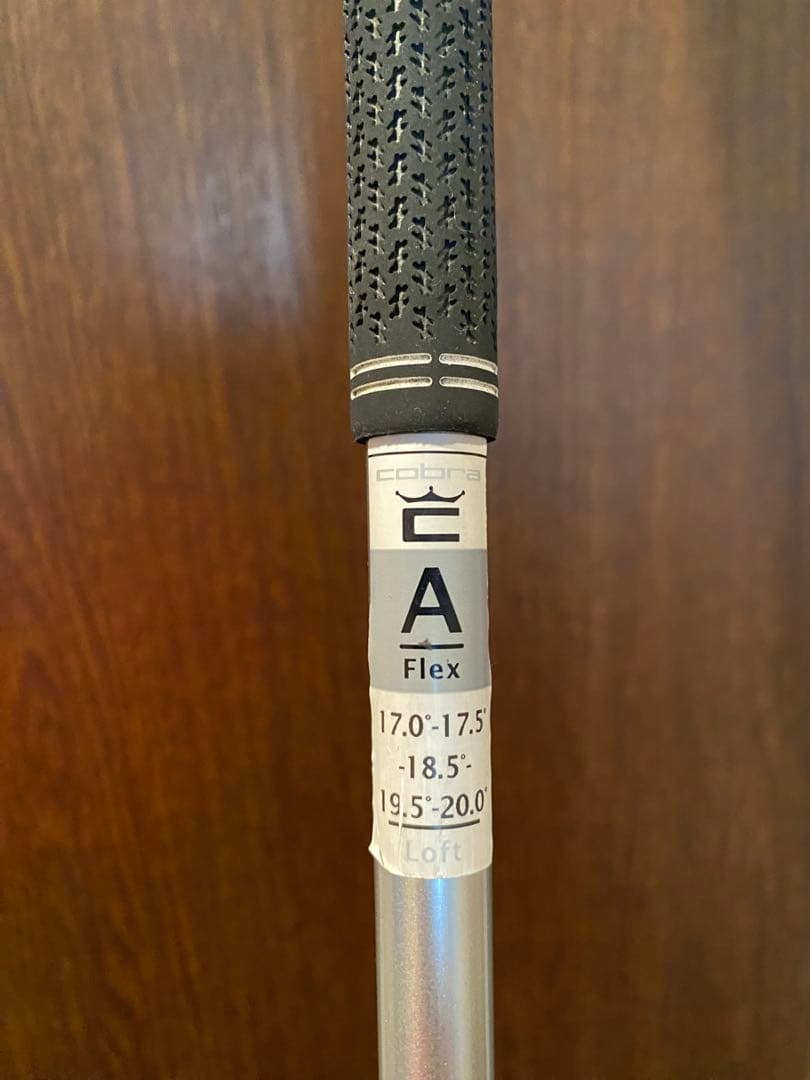 cobra
C
A
Flex
17.0°-17.5°
-18.5°-
19.5°-20.0°
Loft